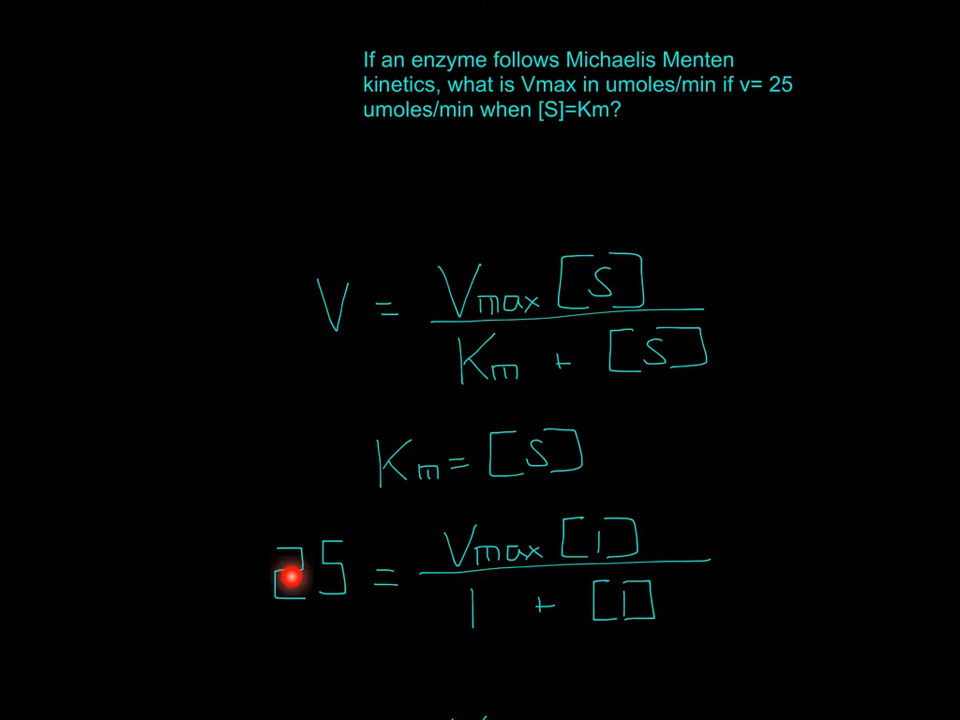 If an enzyme follows Michaelis Menten
kinetics, what is Vmax in umoles/min if v= 25
umoles/min when [S]=Km?
V = Vmax [S]
Km + [S]
Km = [S]
25 = Vmax [1]
1 + [1]